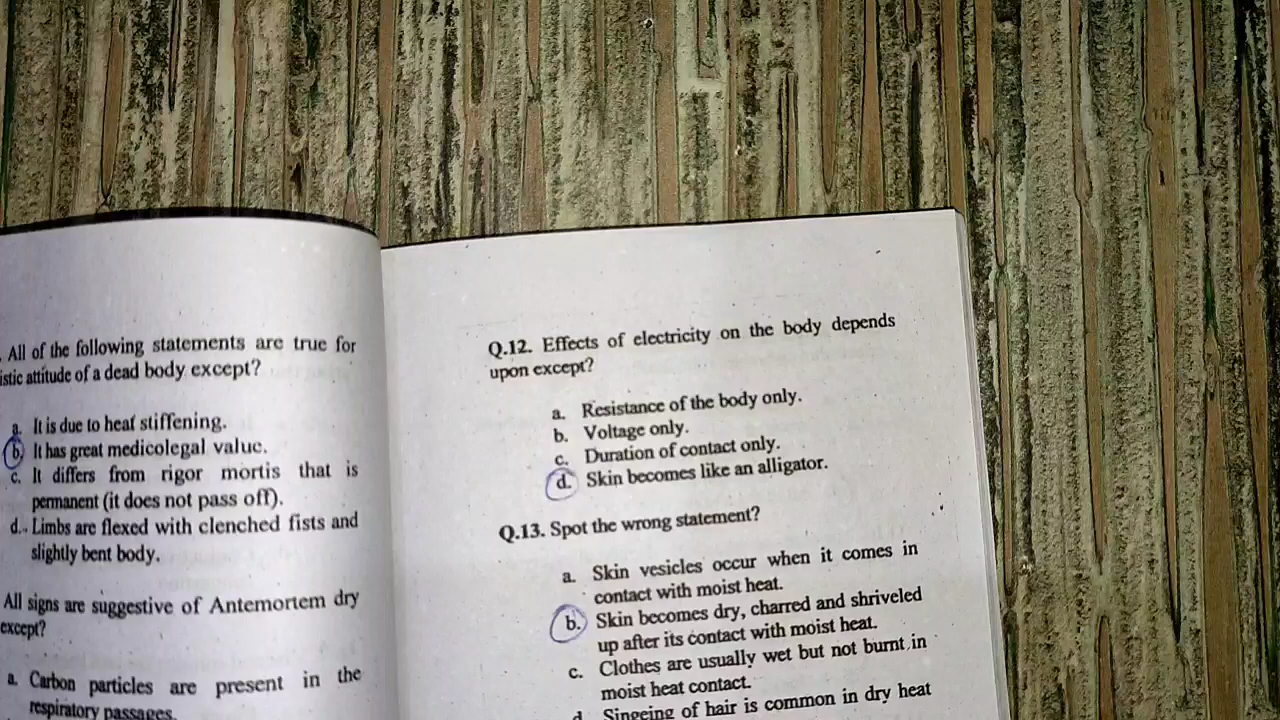 All of the following statements are true for
istic attitude of a dead body except?
a. It is due to heat stiffening.
b. It has great medicolegal value.
c. It differs from rigor mortis that is
permanent (it does not pass off).
d. Limbs are flexed with clenched fists and
slightly bent body.
All signs are suggestive of Antemortem dry
except?
a. Carbon particles are present in the
respiratory passages.
Q.12. Effects of electricity on the body depends
upon except?
a. Resistance of the body only.
b. Voltage only.
c. Duration of contact only.
d. Skin becomes like an alligator.
Q.13. Spot the wrong statement?
a. Skin vesicles occur when it comes in
contact with moist heat.
b. Skin becomes dry, charred and shriveled
up after its contact with moist heat.
c. Clothes are usually wet but not burnt in
moist heat contact.
d Singeing of hair is common in dry heat